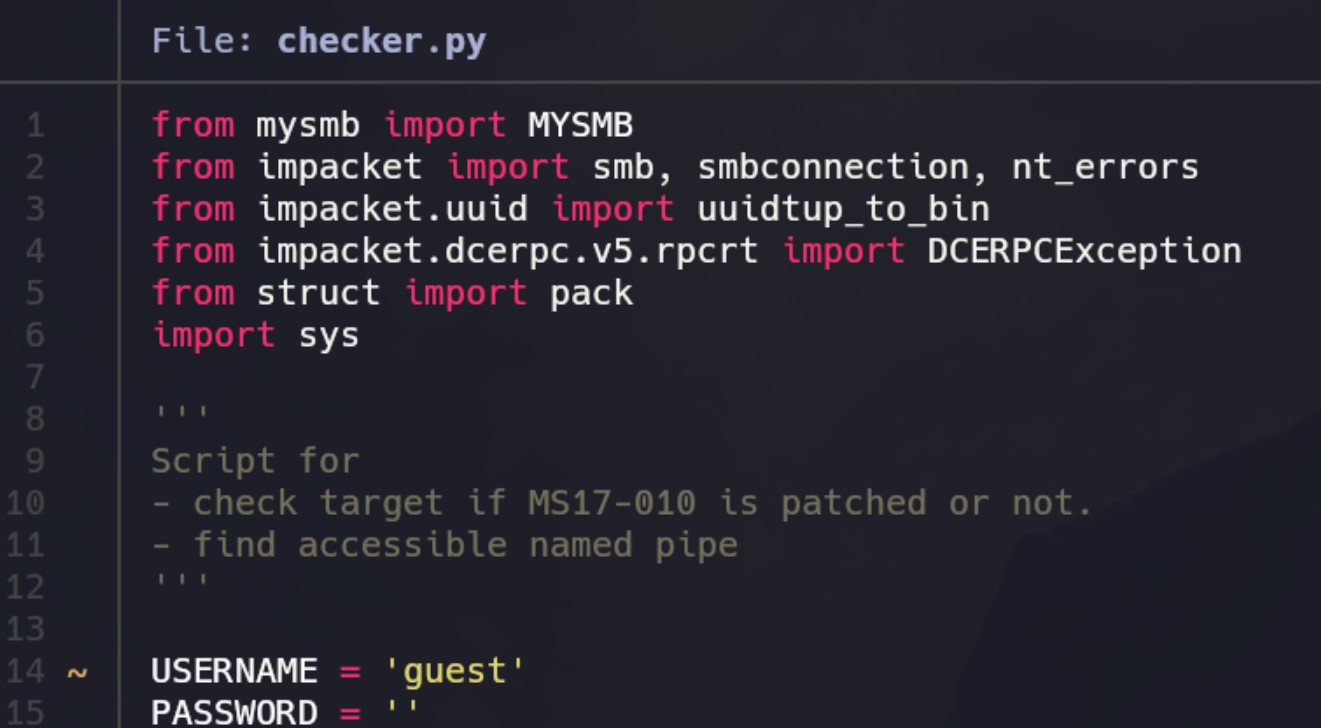 File: checker.py
1 from mysmb import MYSMB
2 from impacket import smb, smbconnection, nt_errors
3 from impacket.uuid import uuidtup_to_bin
4 from impacket.dcerpc.v5.rpcrt import DCERPCException
5 from struct import pack
6 import sys
7
8 '''
9 Script for
10 - check target if MS17-010 is patched or not.
11 - find accessible named pipe
12 '''
13
14 ~ USERNAME = 'guest'
15 PASSWORD = ''